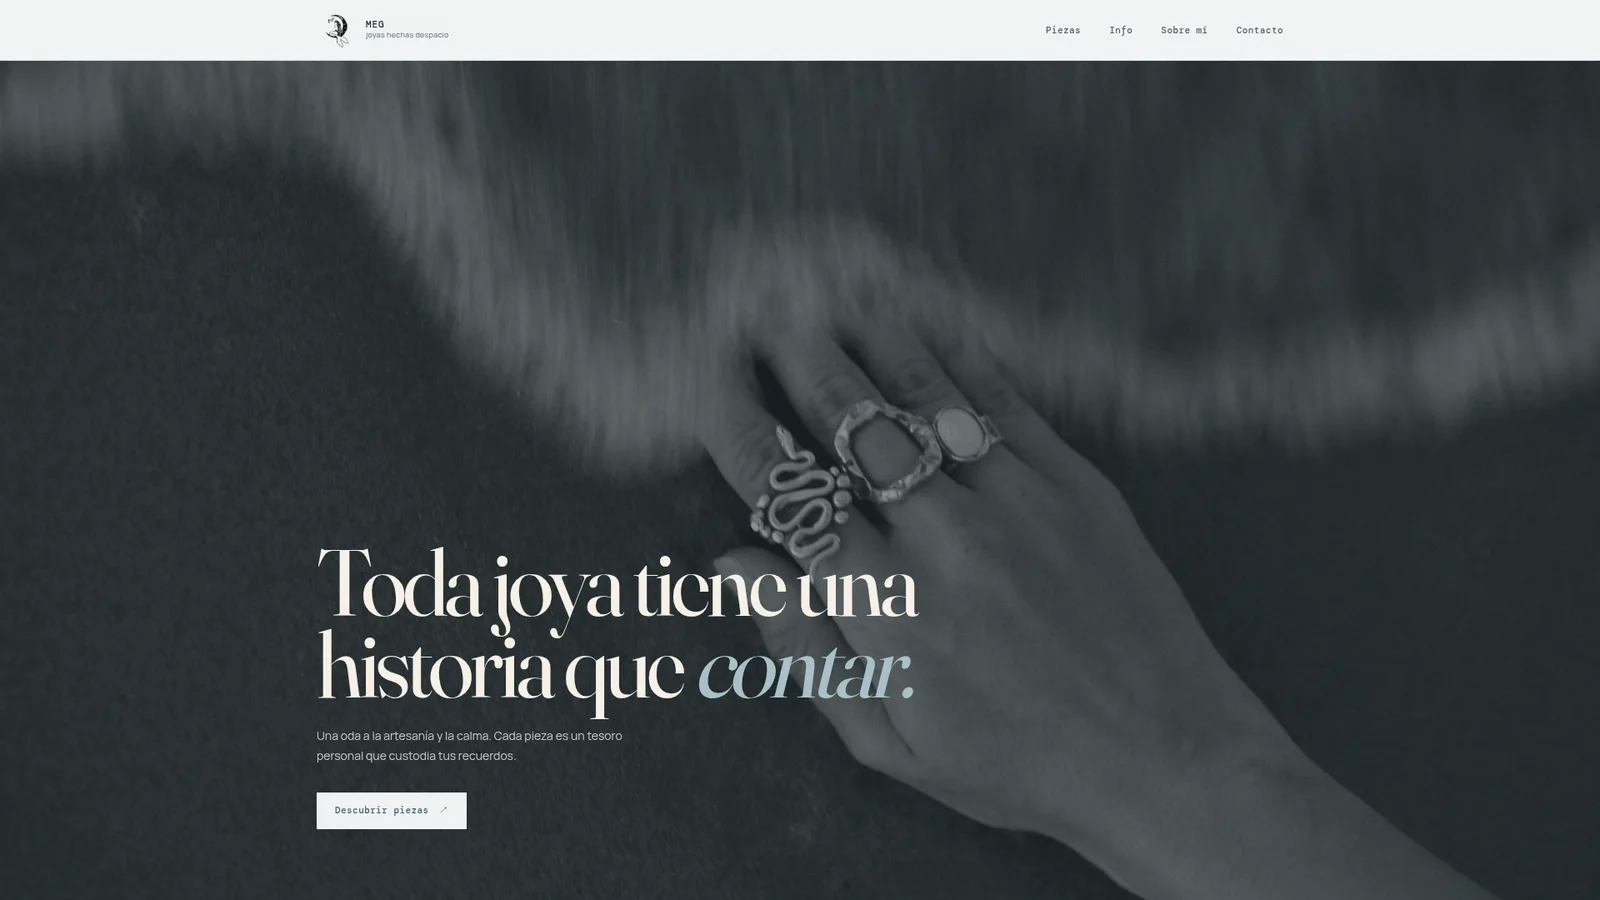 MEG
joyas hechas despacio
Piezas
Info
Sobre mí
Contacto
Toda joya tiene una
historia que contar.
Una oda a la artesanía y la calma. Cada pieza es un tesoro
personal que custodia tus recuerdos.
Descubrir piezas ↗